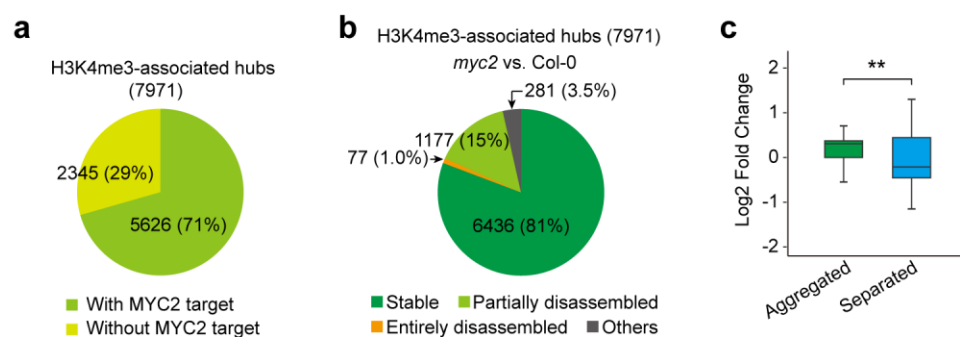 a
H3K4me3-associated hubs
(7971)
2345 (29%)
5626 (71%)
With MYC2 target
Without MYC2 target
b
H3K4me3-associated hubs (7971)
myc2 vs. Col-0
281 (3.5%)
1177 (15%)
77 (1.0%)
6436 (81%)
Stable
Partially disassembled
Entirely disassembled
Others
c
**
Log2 Fold Change
2
1
0
-1
-2
Aggregated
Separated